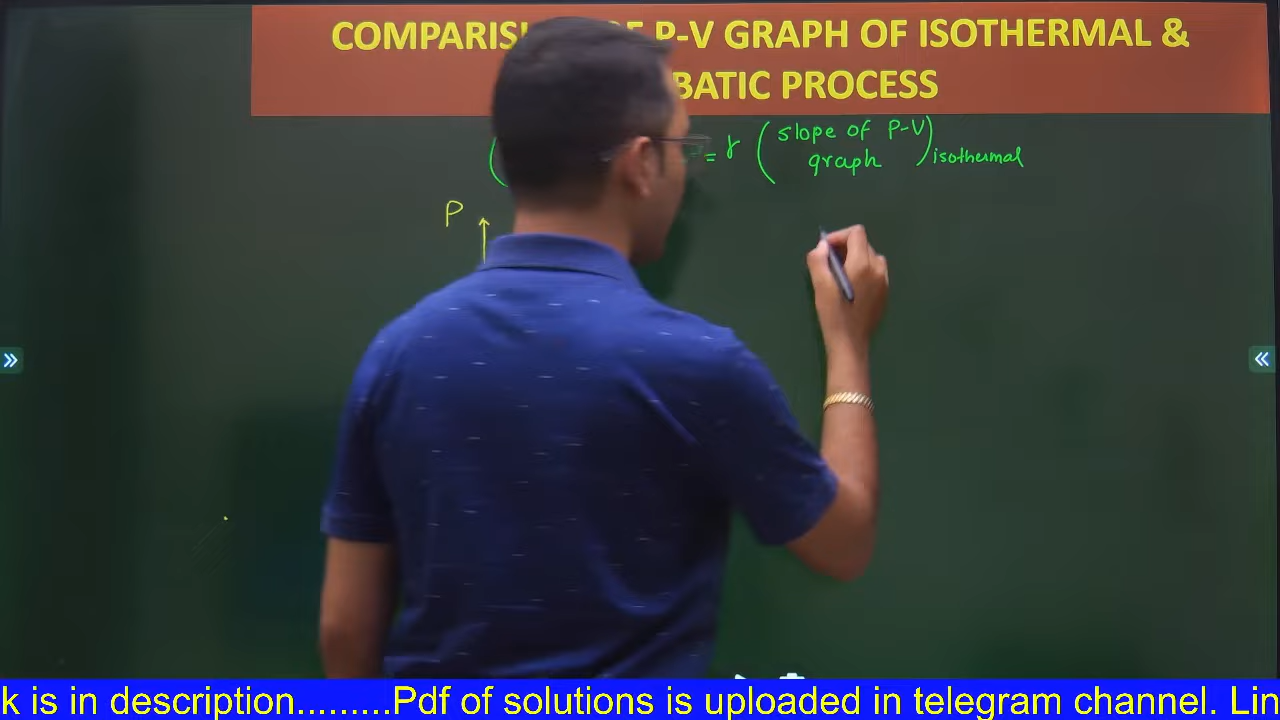 COMPARIS P-V GRAPH OF ISOTHERMAL &
BATIC PROCESS
( = γ ( slope of P-V
graph ) isothermal
P
k is in description.........Pdf of solutions is uploaded in telegram channel. Lin